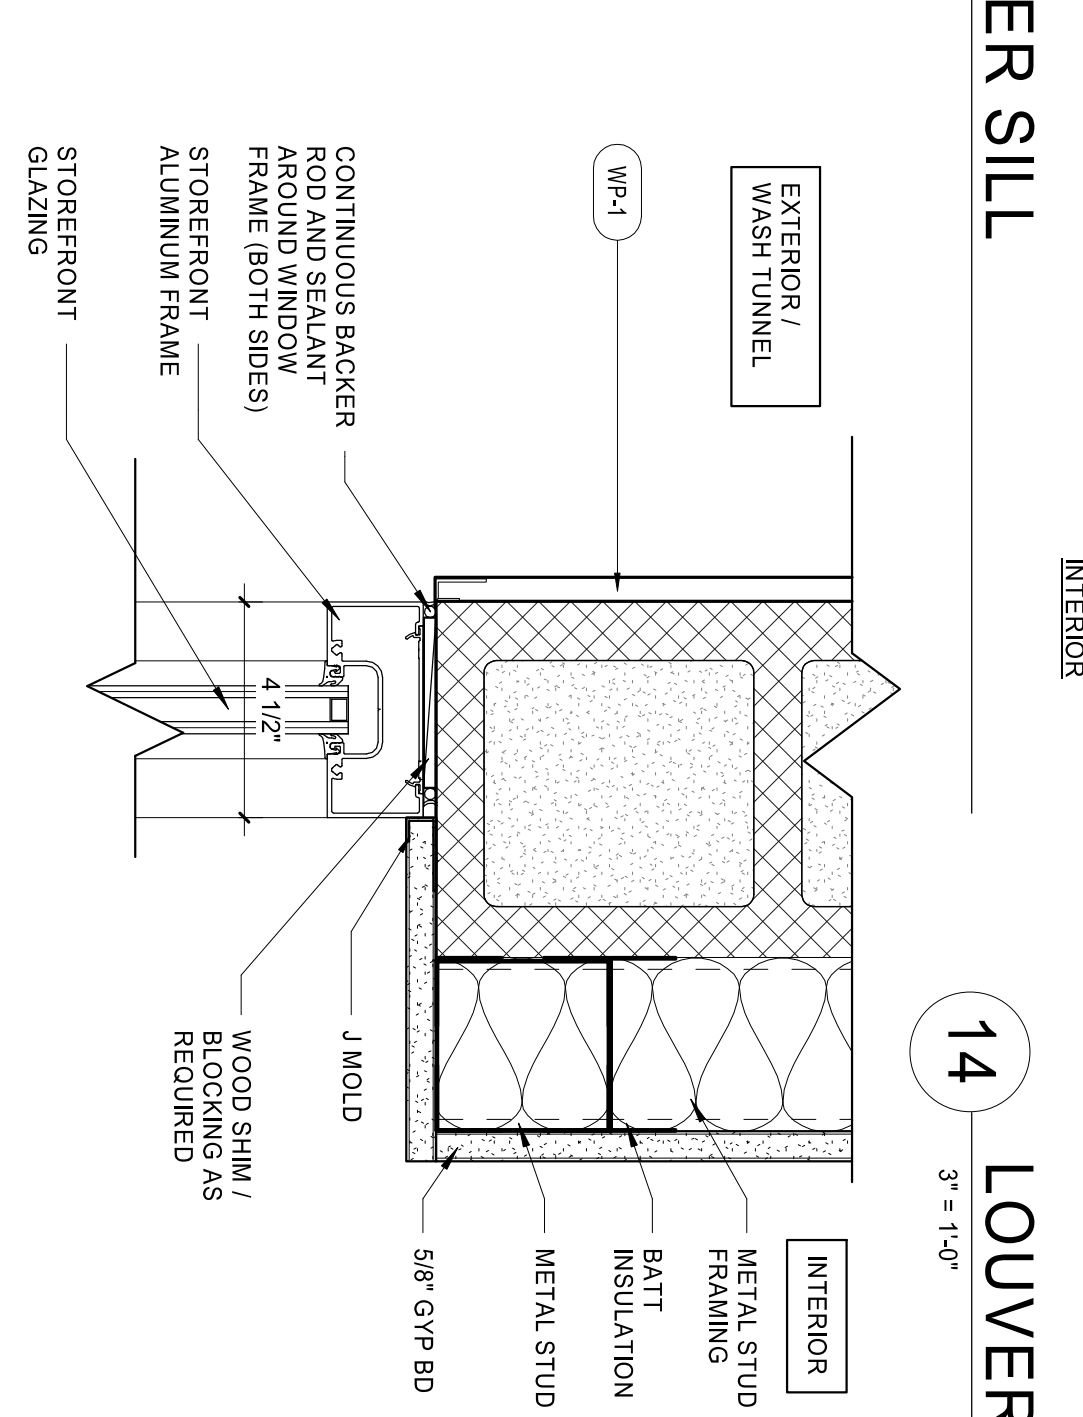 ER SILL
INTERIOR
EXTERIOR /
WASH TUNNEL
WP-1
CONTINUOUS BACKER
ROD AND SEALANT
AROUND WINDOW
FRAME (BOTH SIDES)
STOREFRONT
ALUMINUM FRAME
STOREFRONT
GLAZING
4 1/2"
14
LOUVER
3" = 1'-0"
INTERIOR
METAL STUD
FRAMING
BATT
INSULATION
METAL STUD
5/8" GYP BD
J MOLD
WOOD SHIM /
BLOCKING AS
REQUIRED